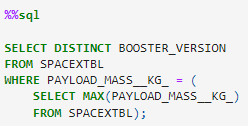 %%sql
SELECT DISTINCT BOOSTER_VERSION
FROM SPACEXTBL
WHERE PAYLOAD_MASS__KG_ = (
SELECT MAX(PAYLOAD_MASS__KG_)
FROM SPACEXTBL);